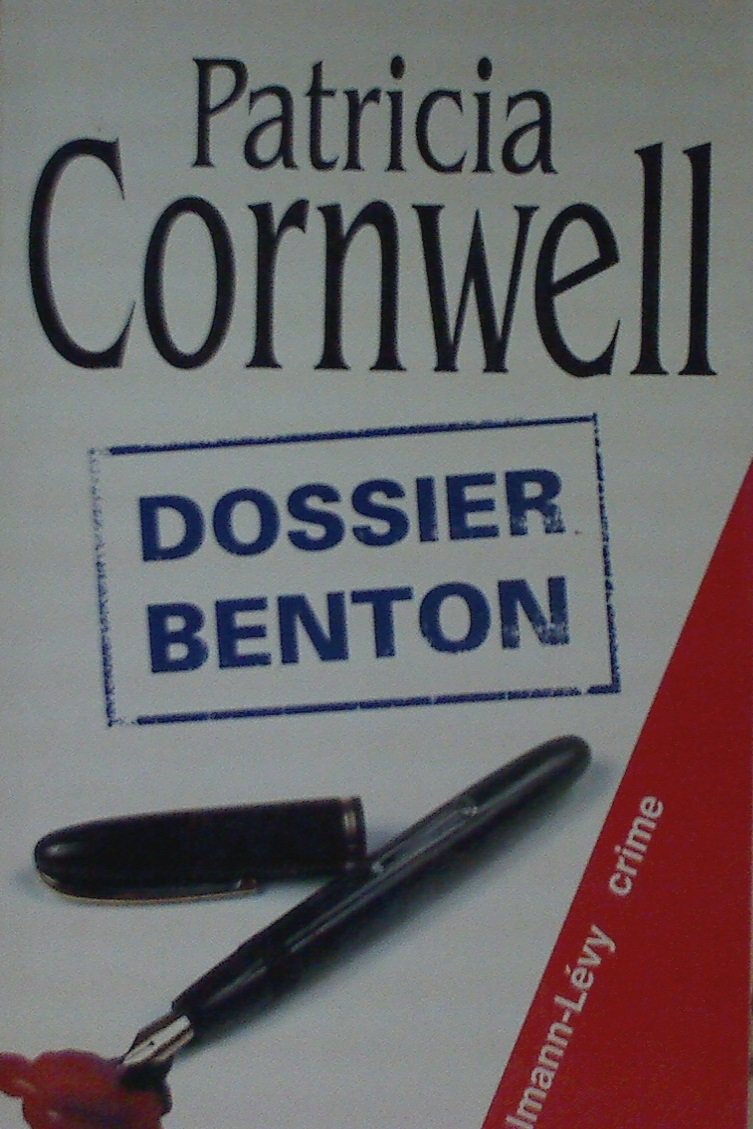 Patricia
Cornwell
DOSSIER
BENTON
lmann-Lévy crime